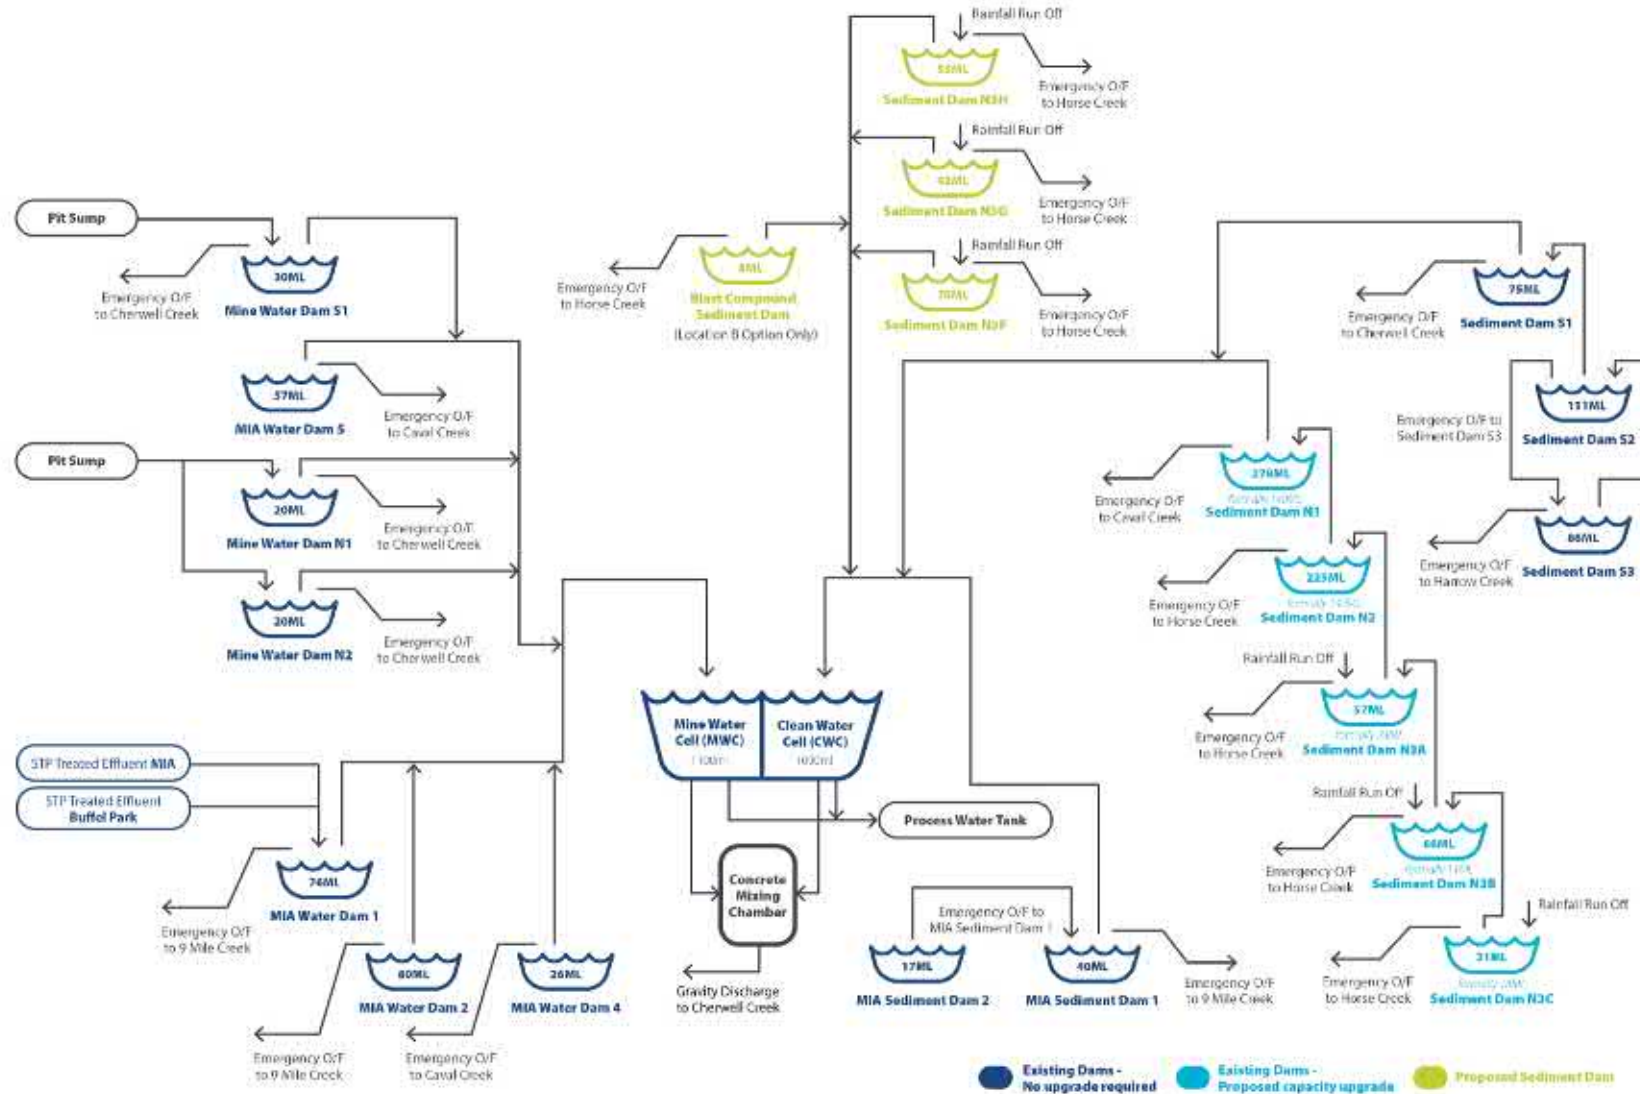 Rainfall Run Off
Sediment Dam N3H
Emergency O/F
to Horse Creek
Rainfall Run Off
Sediment Dam N3G
Emergency O/F
to Horse Creek
Rainfall Run Off
Sediment Dam N3F
Emergency O/F
to Horse Creek
Emergency O/F
to Horse Creek
Blast Compound
Sediment Dam
(Location B Option Only)
Pit Sump
30ML
Mine Water Dam S1
Emergency O/F
to Cherwell Creek
37ML
MIA Water Dam 5
Emergency O/F
to Caval Creek
Pit Sump
20ML
Mine Water Dam N1
Emergency O/F
to Cherwell Creek
20ML
Mine Water Dam N2
Emergency O/F
to Cherwell Creek
75ML
Sediment Dam S1
Emergency O/F
to Cherwell Creek
111ML
Sediment Dam S2
Emergency O/F to
Sediment Dam S3
86ML
Sediment Dam S3
Emergency O/F
to Harrow Creek
Sediment Dam N1
Emergency O/F
to Caval Creek
225ML
Sediment Dam N2
Emergency O/F
to Horse Creek
Rainfall Run Off
57ML
Sediment Dam N3A
Emergency O/F
to Horse Creek
Rainfall Run Off
66ML
Sediment Dam N3B
Emergency O/F
to Horse Creek
Rainfall Run Off
31ML
Sediment Dam N3C
Emergency O/F
to Horse Creek
Mine Water
Cell (MWC)
Clean Water
Cell (CWC)
Process Water Tank
Concrete
Mixing
Chamber
Gravity Discharge
to Cherwell Creek
STP Treated Effluent MIA
STP Treated Effluent
Buffel Park
76ML
MIA Water Dam 1
Emergency O/F
to 9 Mile Creek
60ML
MIA Water Dam 2
Emergency O/F
to 9 Mile Creek
26ML
MIA Water Dam 4
Emergency O/F
to Caval Creek
17ML
MIA Sediment Dam 2
Emergency O/F to
MIA Sediment Dam 1
40ML
MIA Sediment Dam 1
Emergency O/F
to 9 Mile Creek
Existing Dams -
No upgrade required
Existing Dams -
Proposed capacity upgrade
Proposed Sediment Dam